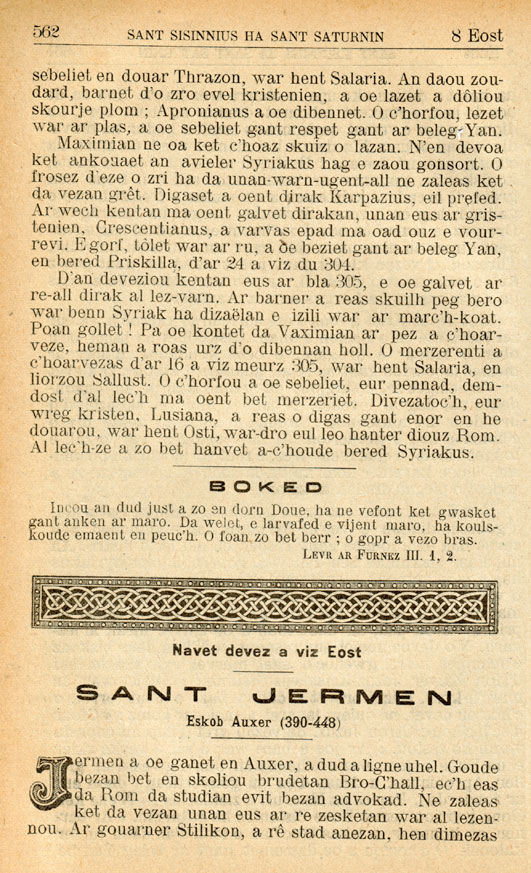 562 SANT SISINNIUS HA SANT SATURNIN 8 Eost
sebeliet en douar Thrazon, war hent Salaria. An daou zou-
dard, barnet d'o zro evel kristenien, a oe lazet a dôliou
skourje plom ; Apronianus a oe dibennet. O c'horfou, lezet
war ar plas, a oe sebeliet gant respet gant ar beleg Yan.
Maximian ne oa ket c'hoaz skuiz o lazan. N'en devoa
ket ankouaet an avieler Syriakus hag e zaou gonsort. O
frosez d'eze o zri ha da unan-warn-ugent-all ne zaleas ket
da vezan grêt. Digaset a oent dirak Karpazius, eil prefed.
Ar wech kentan ma oent galvet dirakan, unan eus ar gris-
tenien, Crescentianus, a varvas epad ma oad ouz e vour-
revi. E gorf, tôlet war ar ru, a oe beziet gant ar beleg Yan,
en bered Priskilla, d'ar 24 a viz du 304.
D'an deveziou kentan eus ar bla 305, e oe galvet ar
re-all dirak al lez-varn. Ar barner a reas skuilh peg bero
war benn Syriak ha dizaëlan e izili war ar marc'h-koat.
Poan gollet ! Pa oe kontet da Vaximian ar pez a c'hoar-
veze, heman a roas urz d'o dibennan holl. O merzerenti a
c'hoarvezas d'ar 16 a viz meurz 305, war hent Salaria, en
liorzou Sallust. O c'horfou a oe sebeliet, eur pennad, dem-
dost d'al lec'h ma oent bet merzeriet. Divezatoc'h, eur
wreg kristen, Lusiana, a reas o digas gant enor en he
douarou, war hent Osti, war-dro eul leo hanter diouz Rom.
Al lec'h-ze a zo bet hanvet a-c'houde bered Syriakus.
BOKED
Ineou an dud just a zo en dorn Doue, ha ne vefont ket gwasket
gant anken ar maro. Da welet, e larvafed e vijent maro, ha kouls-
koude emaent en peuc'h. O foan zo bet berr ; o gopr a vezo bras.
LEVR AR FURNEZ III. 1, 2.
Navet devez a viz Eost
SANT JERMEN
Eskob Auxer (390-448)
Jermen a oe ganet en Auxer, a dud a ligne uhel. Goude
bezan bet en skoliou brudetan Bro-C'hall, ec'h eas
da Rom da studian evit bezan advokad. Ne zaleas
ket da vezan unan eus ar re zesketan war al lezen-
nou. Ar gouarner Stilikon, a rê stad anezan, hen dimezas